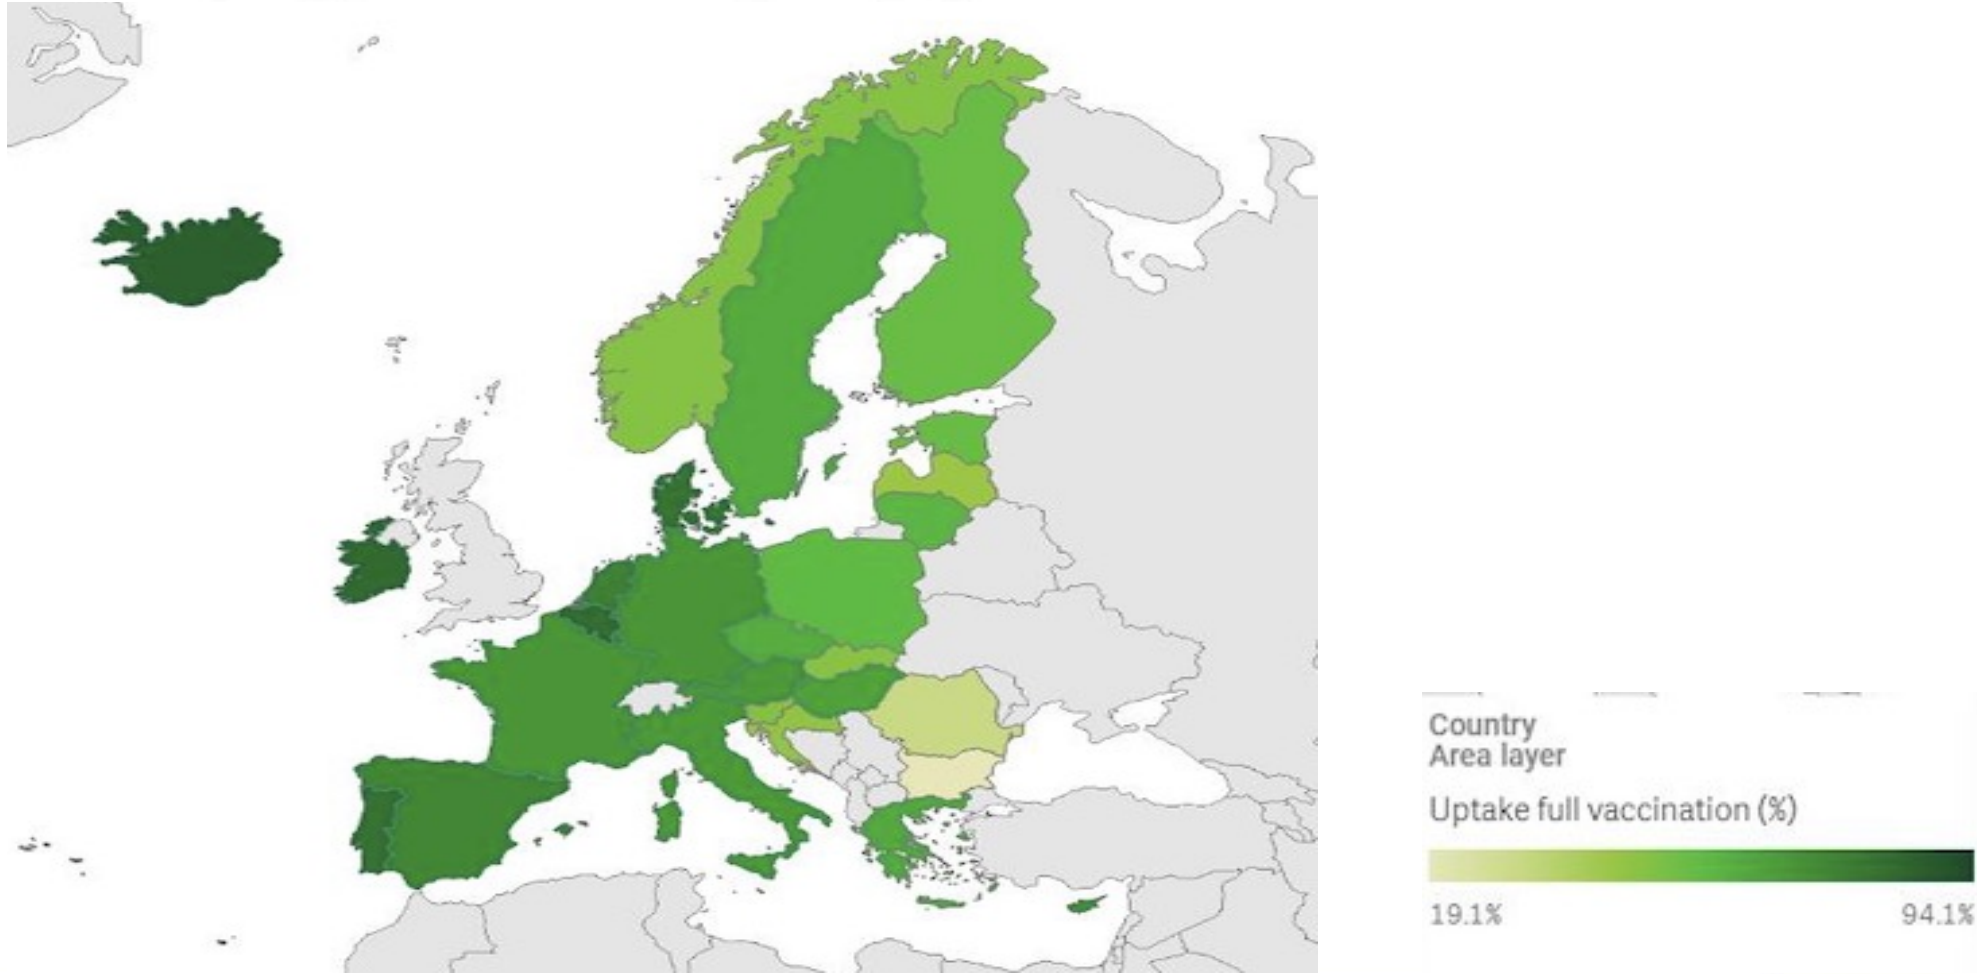 Country
Area layer
Uptake full vaccination (%)
19.1%
94.1%